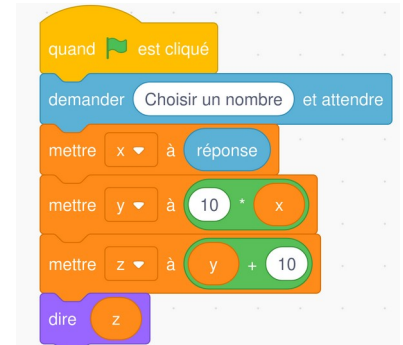 quand est cliqué
demander Choisir un nombre et attendre
mettre x à réponse
mettre y à 10 * x
mettre z à y + 10
dire z